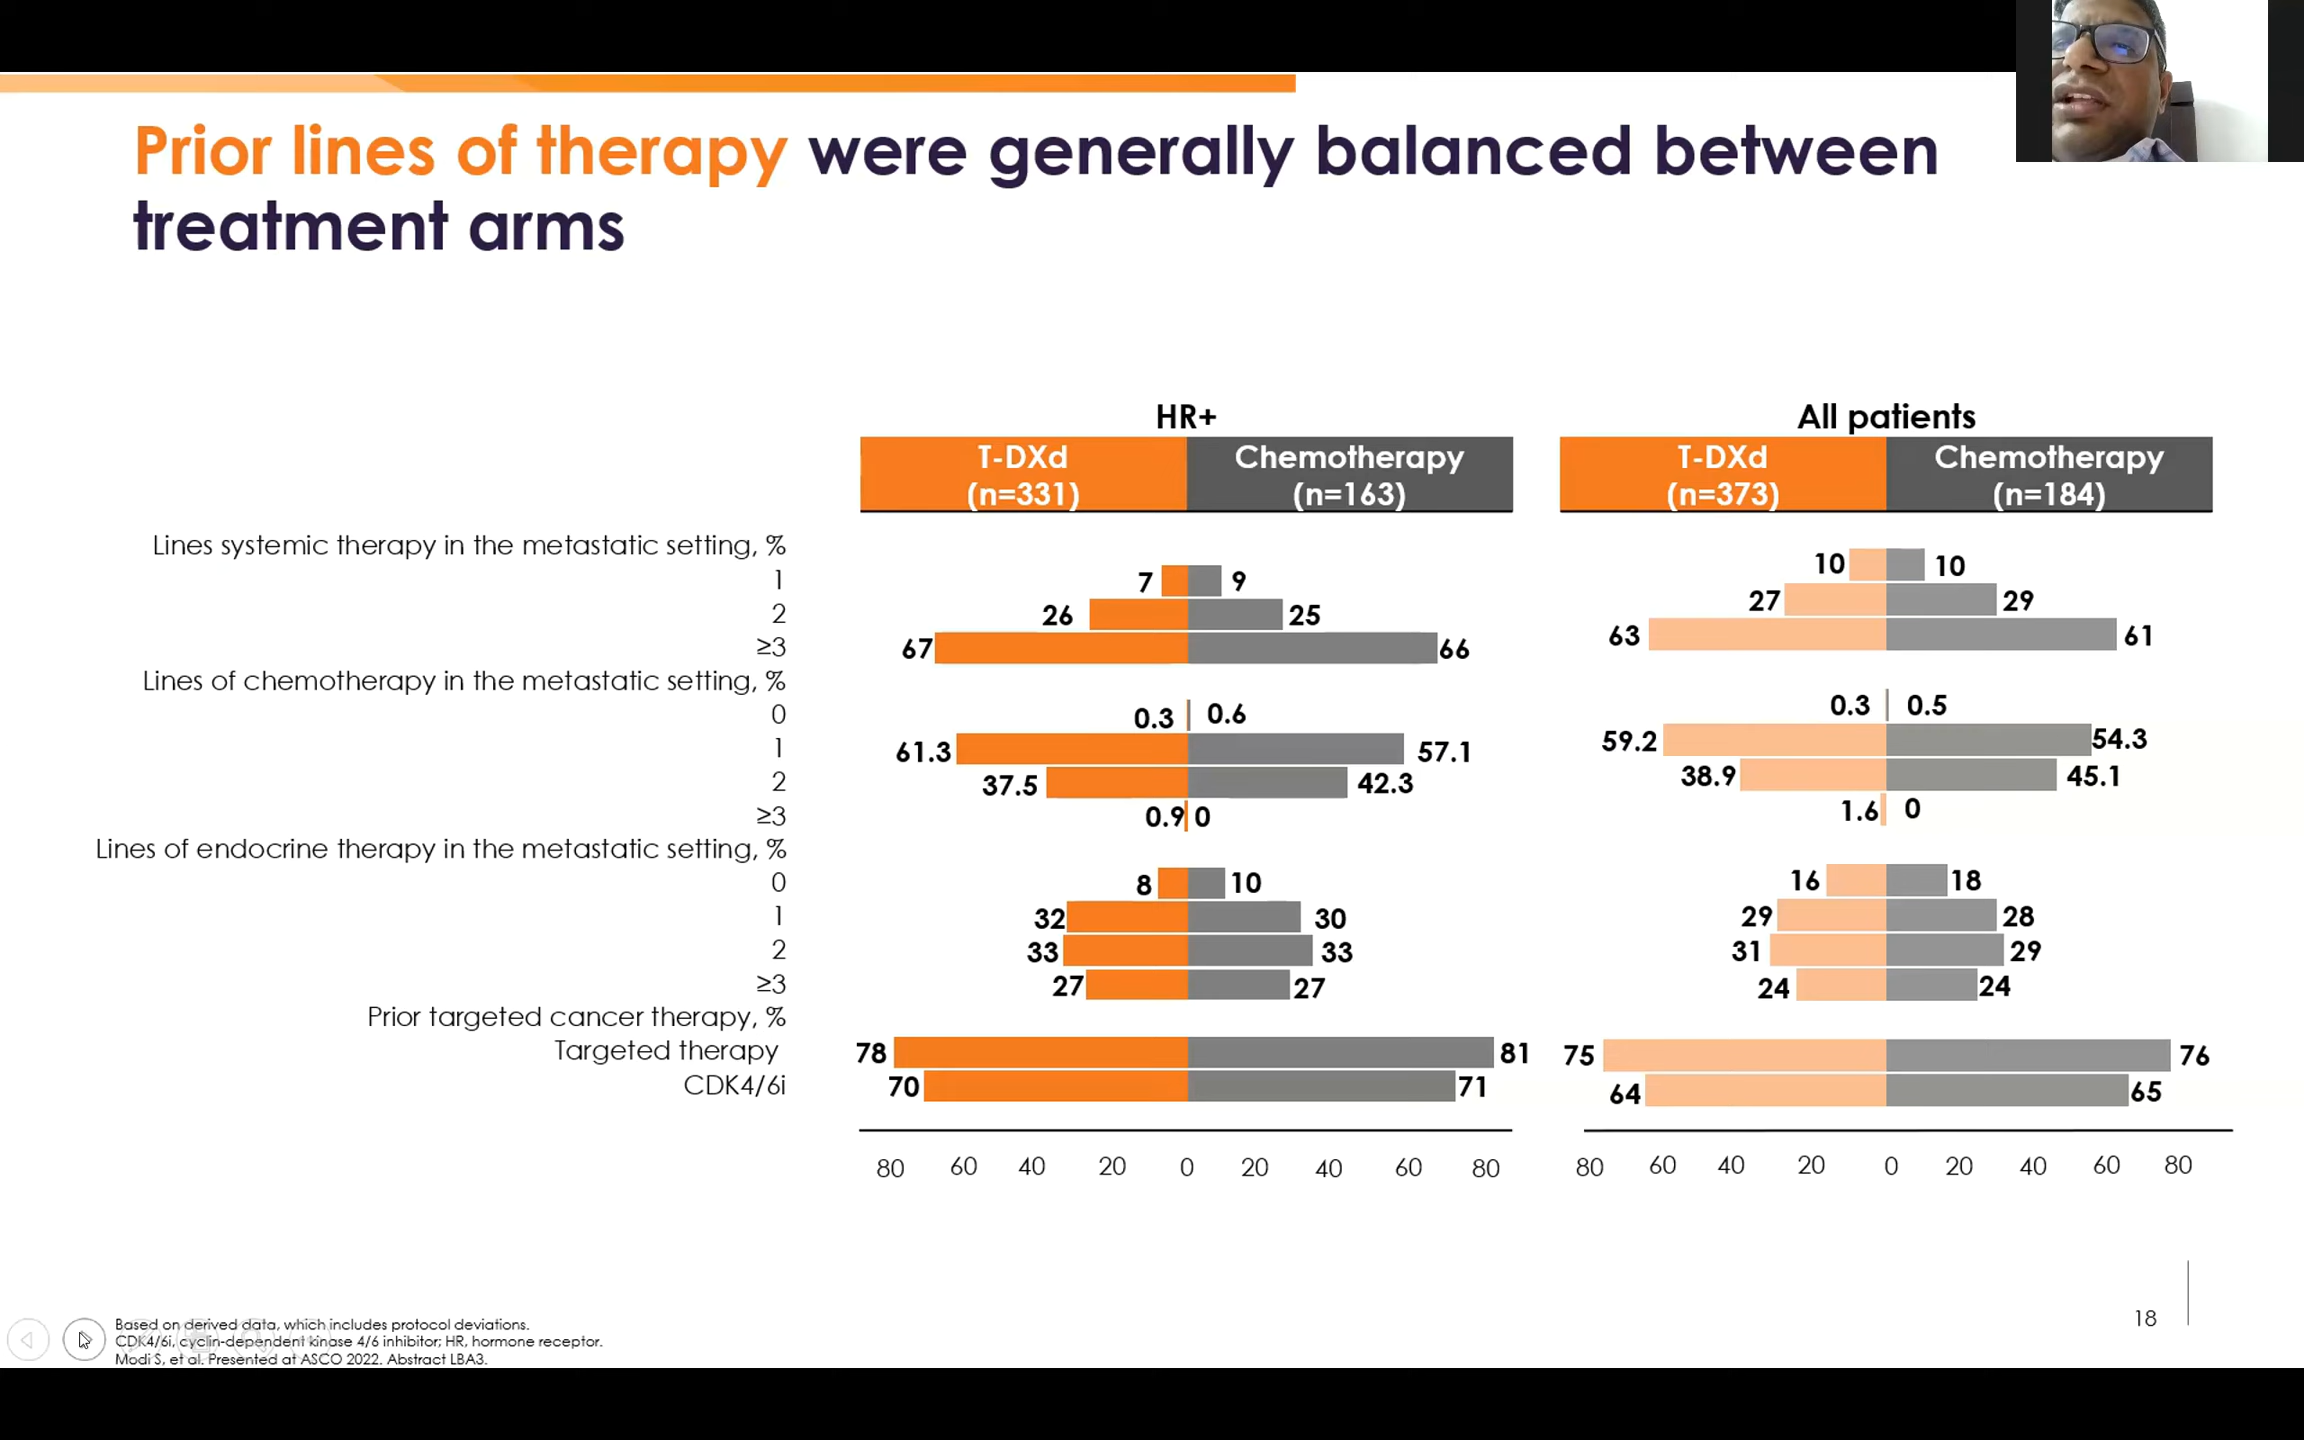 Prior lines of therapy were generally balanced between
treatment arms
HR+
All patients
T-DXd
(n=331)
Chemotherapy
(n=163)
T-DXd
(n=373)
Chemotherapy
(n=184)
Lines systemic therapy in the metastatic setting, %
1 7 9 10 10
2 26 25 27 29
≥3 67 66 63 61
Lines of chemotherapy in the metastatic setting, %
0 0.3 0.6 0.3 0.5
1 61.3 57.1 59.2 54.3
2 37.5 42.3 38.9 45.1
≥3 0.9 0 1.6 0
Lines of endocrine therapy in the metastatic setting, %
0 8 10 16 18
1 32 30 29 28
2 33 33 31 29
≥3 27 27 24 24
Prior targeted cancer therapy, %
Targeted therapy 78 81 75 76
CDK4/6i 70 71 64 65
80 60 40 20 0 20 40 60 80
80 60 40 20 0 20 40 60 80
Based on derived data, which includes protocol deviations.
CDK4/6i, cyclin-dependent kinase 4/6 inhibitor; HR, hormone receptor.
Modi S, et al. Presented at ASCO 2022. Abstract LBA3.
18